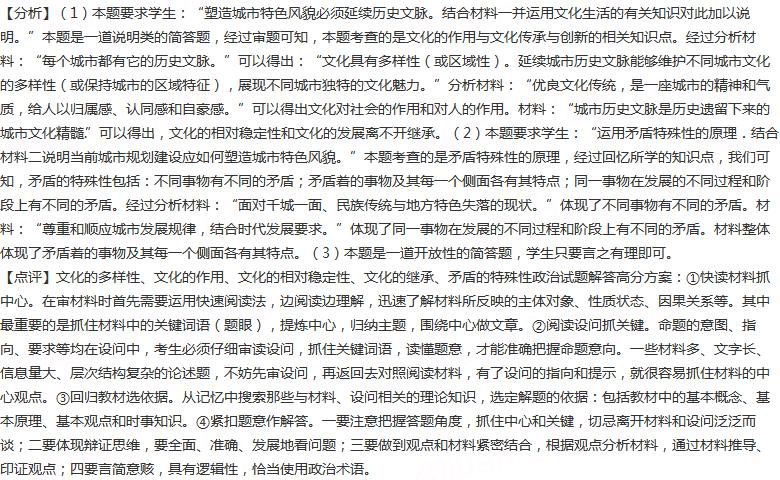 【分析】（1）本题要求学生：“塑造城市特色风貌必须延续历史文脉。结合材料一并运用文化生活的有关知识对此加以说
明。”本题是一道说明类的简答题，经过审题可知，本题考查的是文化的作用与文化传承与创新的相关知识点。经过分析材
料：“每个城市都有它的历史文脉。”可以得出：“文化具有多样性（或区域性）。延续城市历史文脉能够维护不同城市文化
的多样性（或保持城市的区域特征），展现不同城市独特的文化魅力。”分析材料：“优良文化传统，是一座城市的精神和气
质，给人以归属感、认同感和自豪感。”可以得出文化对社会的作用和对人的作用。材料：“城市历史文脉是历史遗留下来的
城市文化精髓.”可以得出，文化的相对稳定性和文化的发展离不开继承。（2）本题要求学生：“运用矛盾特殊性的原理．结合
材料二说明当前城市规划建设应如何塑造城市特色风貌。”本题考查的是矛盾特殊性的原理，经过回忆所学的知识点，我们可
知，矛盾的特殊性包括：不同事物有不同的矛盾；矛盾着的事物及其每一个侧面各有其特点；同一事物在发展的不同过程和阶
段上有不同的矛盾。经过分析材料：“面对千城一面、民族传统与地方特色失落的现状。”体现了不同事物有不同的矛盾。材
料：“尊重和顺应城市发展规律，结合时代发展要求。”体现了同一事物在发展的不同过程和阶段上有不同的矛盾。材料整体
体现了矛盾着的事物及其每一个侧面各有其特点。（3）本题是一道开放性的简答题，学生只要言之有理即可。
【点评】文化的多样性、文化的作用、文化的相对稳定性、文化的继承、矛盾的特殊性政治试题解答高分方案：①快读材料抓
中心。在审材料时首先需要运用快速阅读法，边阅读边理解，迅速了解材料所反映的主体对象、性质状态、因果关系等。其中
最重要的是抓住材料中的关键词语（题眼），提炼中心，归纳主题，围绕中心做文章。②阅读设问抓关键。命题的意图、指
向、要求等均在设问中，考生必须仔细审读设问，抓住关键词语，读懂题意，才能准确把握命题意向。一些材料多、文字长、
信息量大、层次结构复杂的论述题，不妨先审设问，再返回去对照阅读材料，有了设问的指向和提示，就很容易抓住材料的中
心观点。③回归教材选依据。从记忆中搜索那些与材料、设问相关的理论知识，选定解题的依据：包括教材中的基本概念、基
本原理、基本观点和时事知识。④紧扣题意作解答。一要注意把握答题角度，抓住中心和关键，切忌离开材料和设问泛泛而
谈；二要体现辩证思维，要全面、准确、发展地看问题；三要做到观点和材料紧密结合，根据观点分析材料，通过材料推导、
印证观点；四要言简意赅，具有逻辑性，恰当使用政治术语。